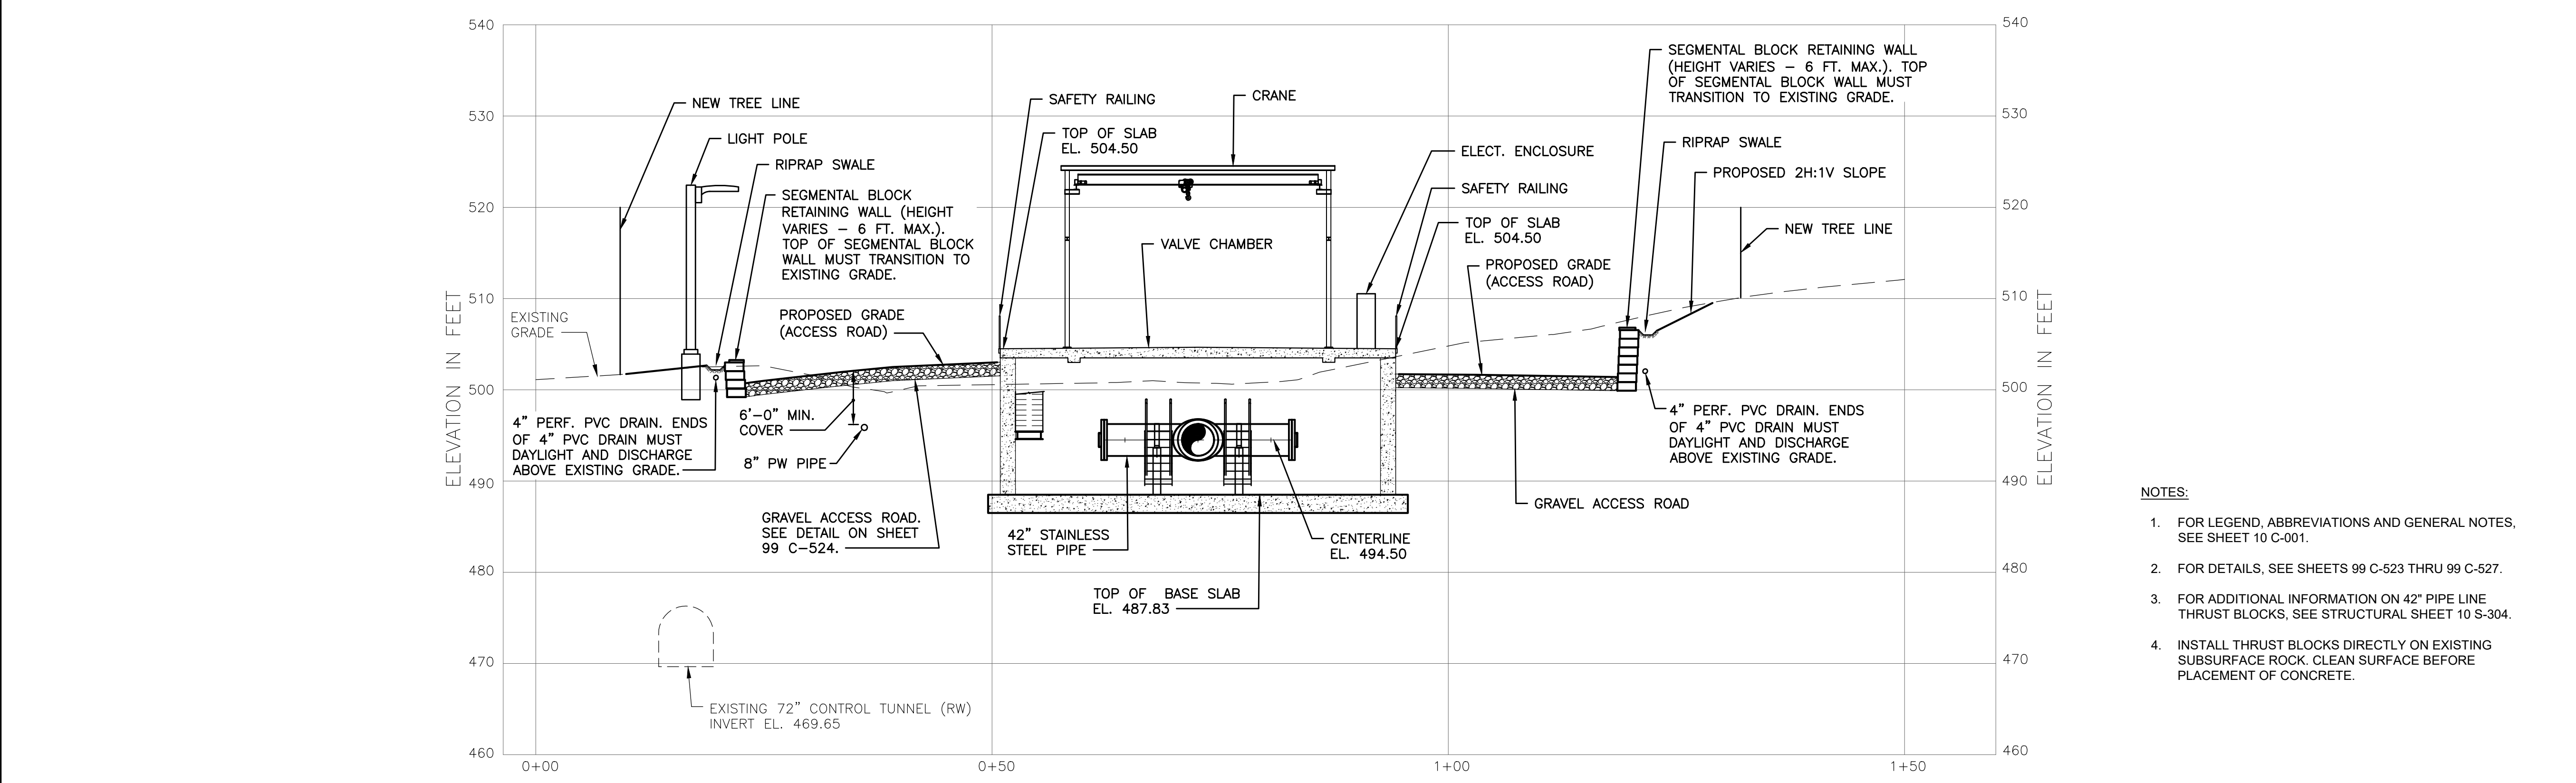 540
530
520
510
500
490
480
470
460
ELEVATION IN FEET
NEW TREE LINE
LIGHT POLE
RIPRAP SWALE
SEGMENTAL BLOCK
RETAINING WALL (HEIGHT
VARIES – 6 FT. MAX.).
TOP OF SEGMENTAL BLOCK
WALL MUST TRANSITION TO
EXISTING GRADE.
EXISTING
GRADE
PROPOSED GRADE
(ACCESS ROAD)
4” PERF. PVC DRAIN. ENDS
OF 4” PVC DRAIN MUST
DAYLIGHT AND DISCHARGE
ABOVE EXISTING GRADE.
6’-0” MIN.
COVER
8” PW PIPE
GRAVEL ACCESS ROAD.
SEE DETAIL ON SHEET
99 C-524.
EXISTING 72” CONTROL TUNNEL (RW)
INVERT EL. 469.65
SAFETY RAILING
TOP OF SLAB
EL. 504.50
CRANE
VALVE CHAMBER
42” STAINLESS
STEEL PIPE
TOP OF BASE SLAB
EL. 487.83
CENTERLINE
EL. 494.50
ELECT. ENCLOSURE
SAFETY RAILING
TOP OF SLAB
EL. 504.50
PROPOSED GRADE
(ACCESS ROAD)
GRAVEL ACCESS ROAD
SEGMENTAL BLOCK RETAINING WALL
(HEIGHT VARIES – 6 FT. MAX.). TOP
OF SEGMENTAL BLOCK WALL MUST
TRANSITION TO EXISTING GRADE.
RIPRAP SWALE
PROPOSED 2H:1V SLOPE
NEW TREE LINE
4” PERF. PVC DRAIN. ENDS
OF 4” PVC DRAIN MUST
DAYLIGHT AND DISCHARGE
ABOVE EXISTING GRADE.
540
530
520
510
500
490
480
470
460
ELEVATION IN FEET
0+00
0+50
1+00
1+50
NOTES:
1. FOR LEGEND, ABBREVIATIONS AND GENERAL NOTES,
SEE SHEET 10 C-001.
2. FOR DETAILS, SEE SHEETS 99 C-523 THRU 99 C-527.
3. FOR ADDITIONAL INFORMATION ON 42" PIPE LINE
THRUST BLOCKS, SEE STRUCTURAL SHEET 10 S-304.
4. INSTALL THRUST BLOCKS DIRECTLY ON EXISTING
SUBSURFACE ROCK. CLEAN SURFACE BEFORE
PLACEMENT OF CONCRETE.